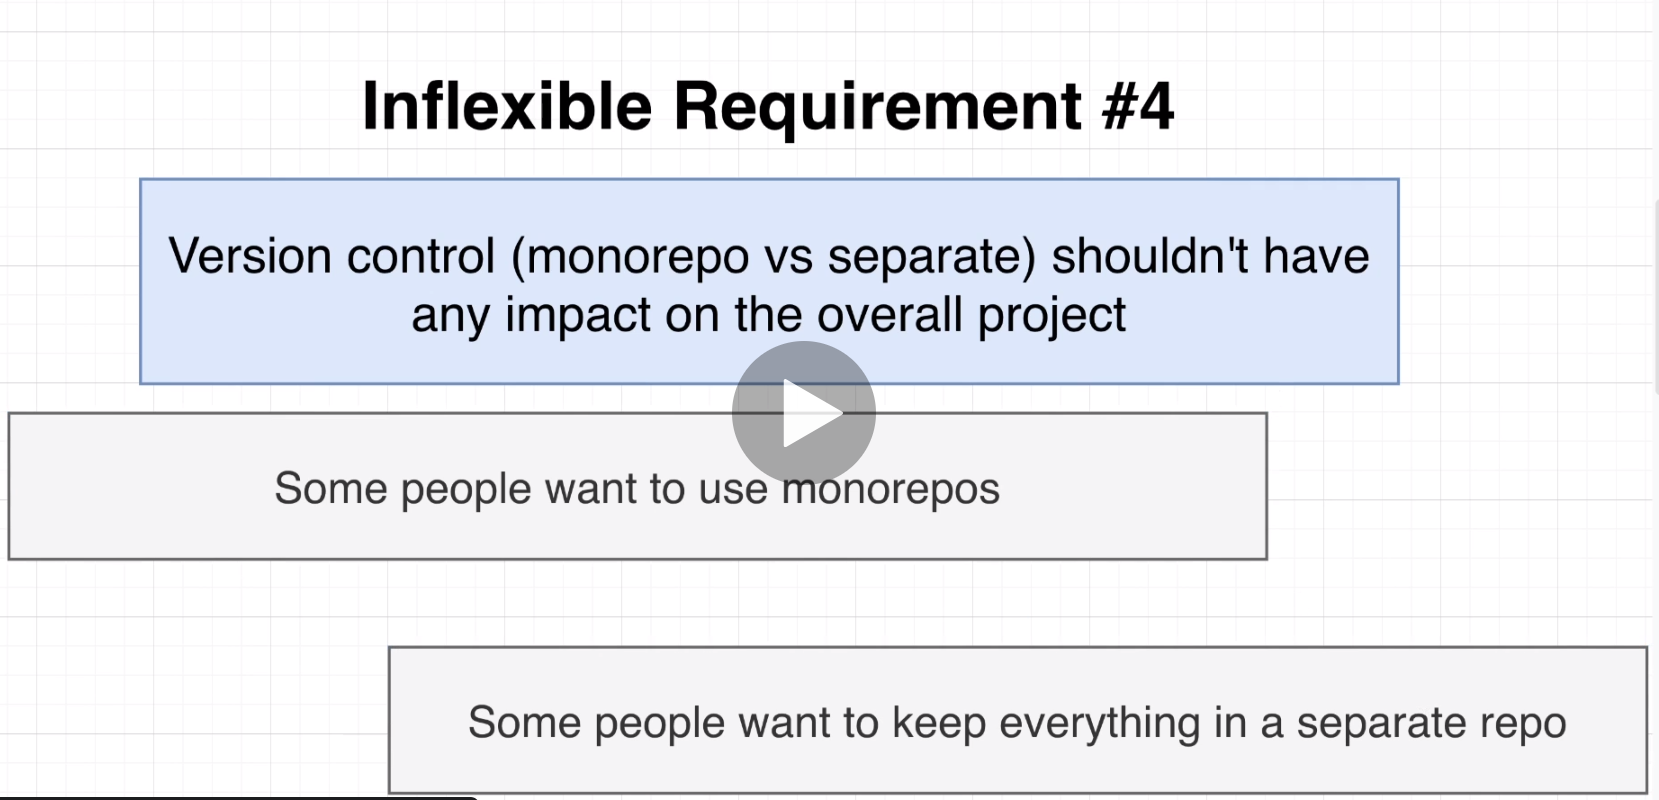 Inflexible Requirement #4
Version control (monorepo vs separate) shouldn't have
any impact on the overall project
Some people want to use monorepos
Some people want to keep everything in a separate repo